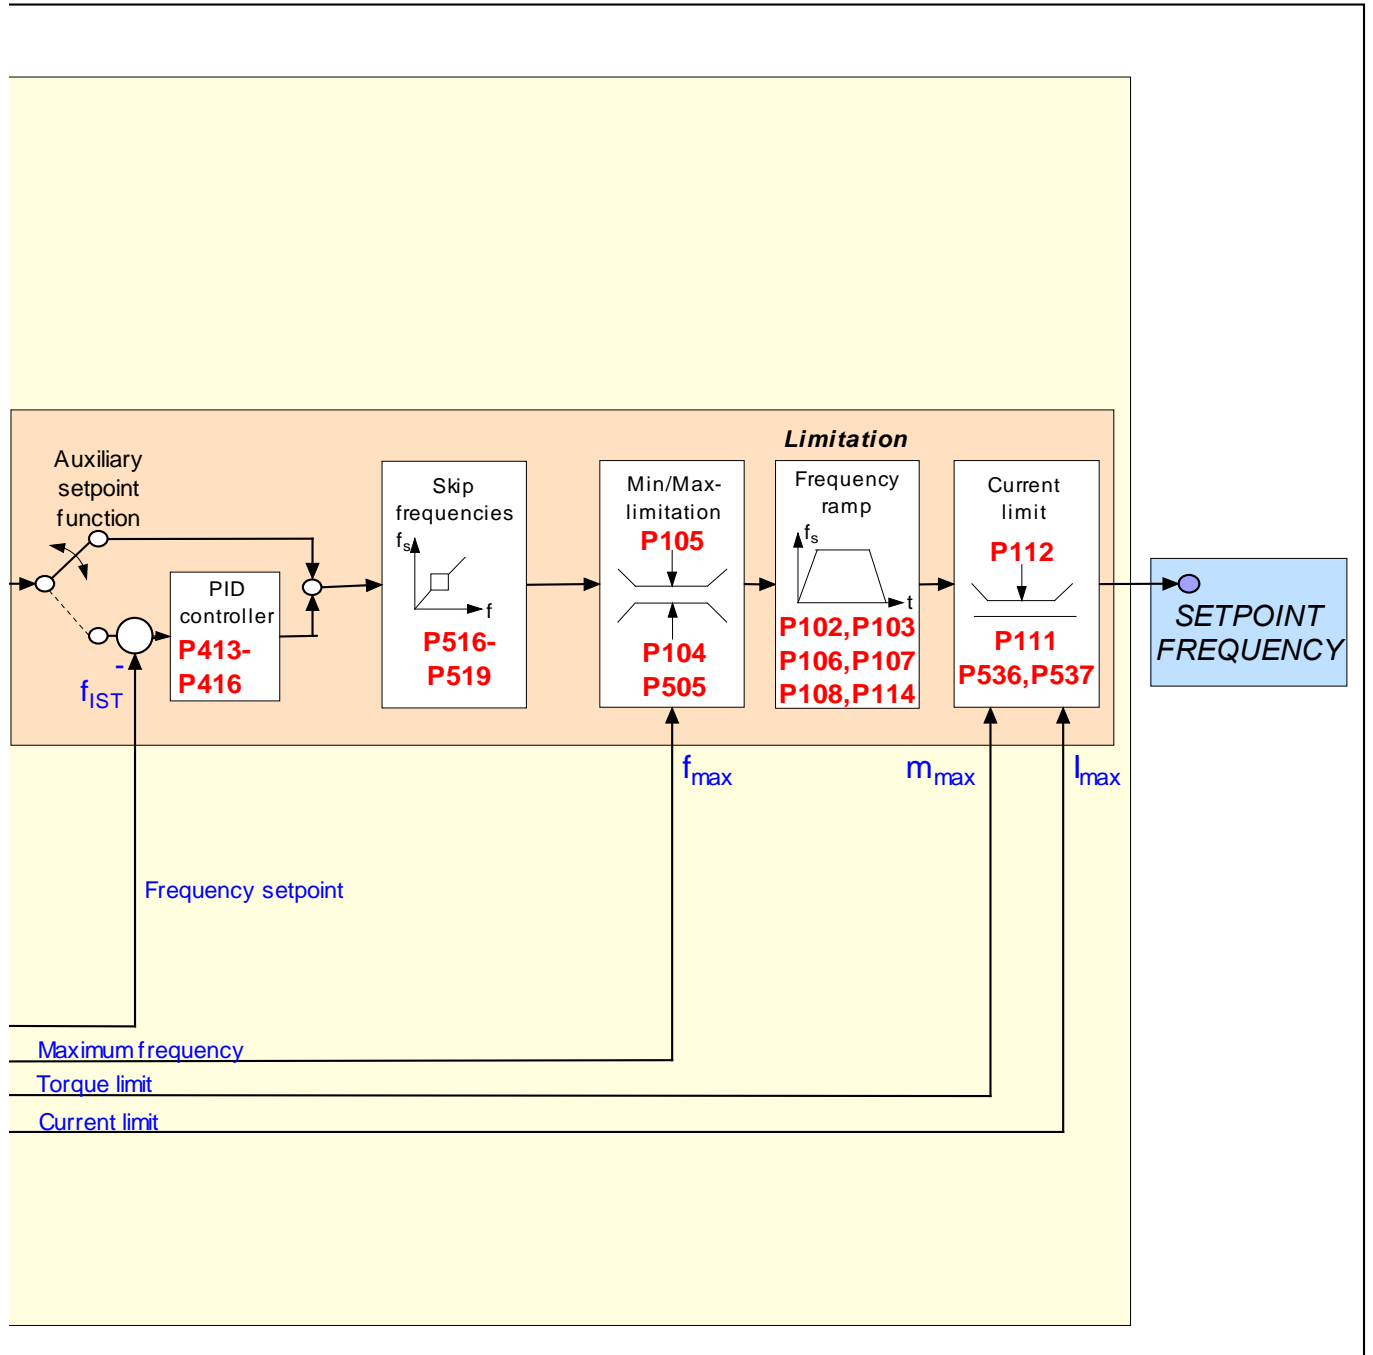 Limitation
Auxiliary
setpoint
function
PID
controller
P413-
P416
-
fIST
Skip
frequencies
fs
f
P516-
P519
Min/Max-
limitation
P105
P104
P505
Frequency
ramp
fs
t
P102,P103
P106,P107
P108,P114
Current
limit
P112
P111
P536,P537
SETPOINT
FREQUENCY
fmax
mmax
Imax
Frequency setpoint
Maximum frequency
Torque limit
Current limit